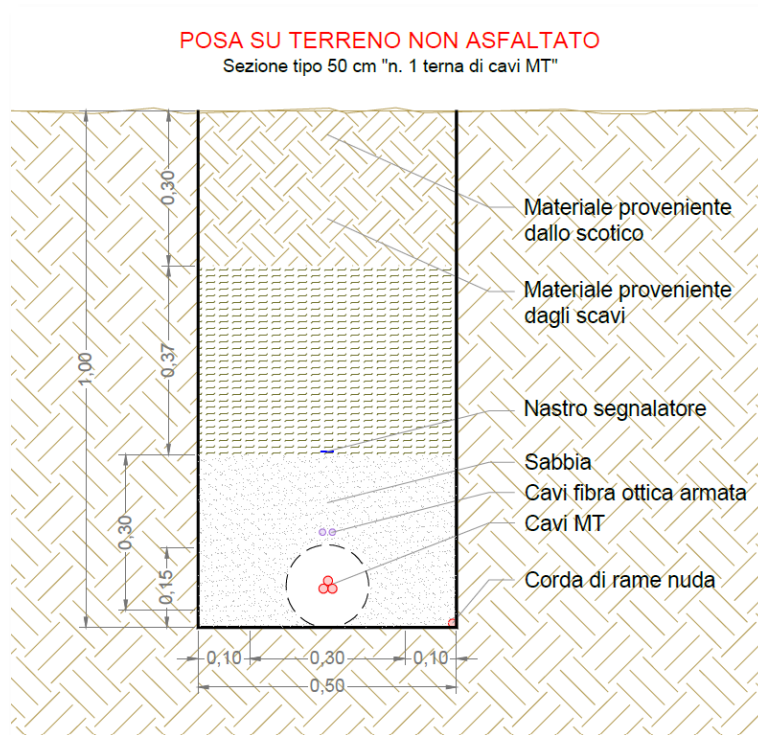 POSA SU TERRENO NON ASFALTATO
Sezione tipo 50 cm "n. 1 terna di cavi MT"
0,30
Materiale proveniente
dallo scotico
Materiale proveniente
dagli scavi
0,37
1,00
Nastro segnalatore
Sabbia
Cavi fibra ottica armata
Cavi MT
0,30
0,15
Corda di rame nuda
0,10
0,30
0,10
0,50